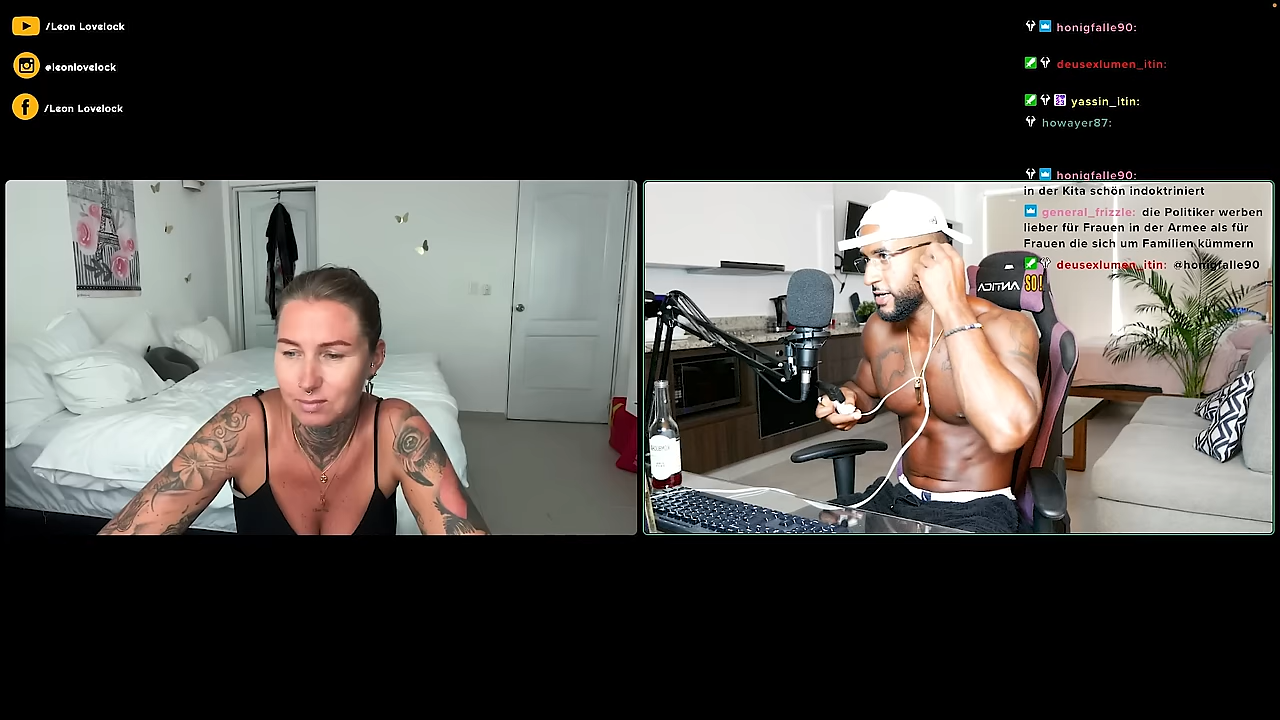 /Leon Lovelock
@leonlovelock
/Leon Lovelock
honigfalle90:
deusexlumen_itin:
yassin_itin:
howayer87:
honigfalle90:
in der Kita schön indoktriniert
general_frizzle: die Politiker werben
lieber für Frauen in der Armee als für
Frauen die sich um Familien kümmern
deusexlumen_itin: @honigfalle90
SO!